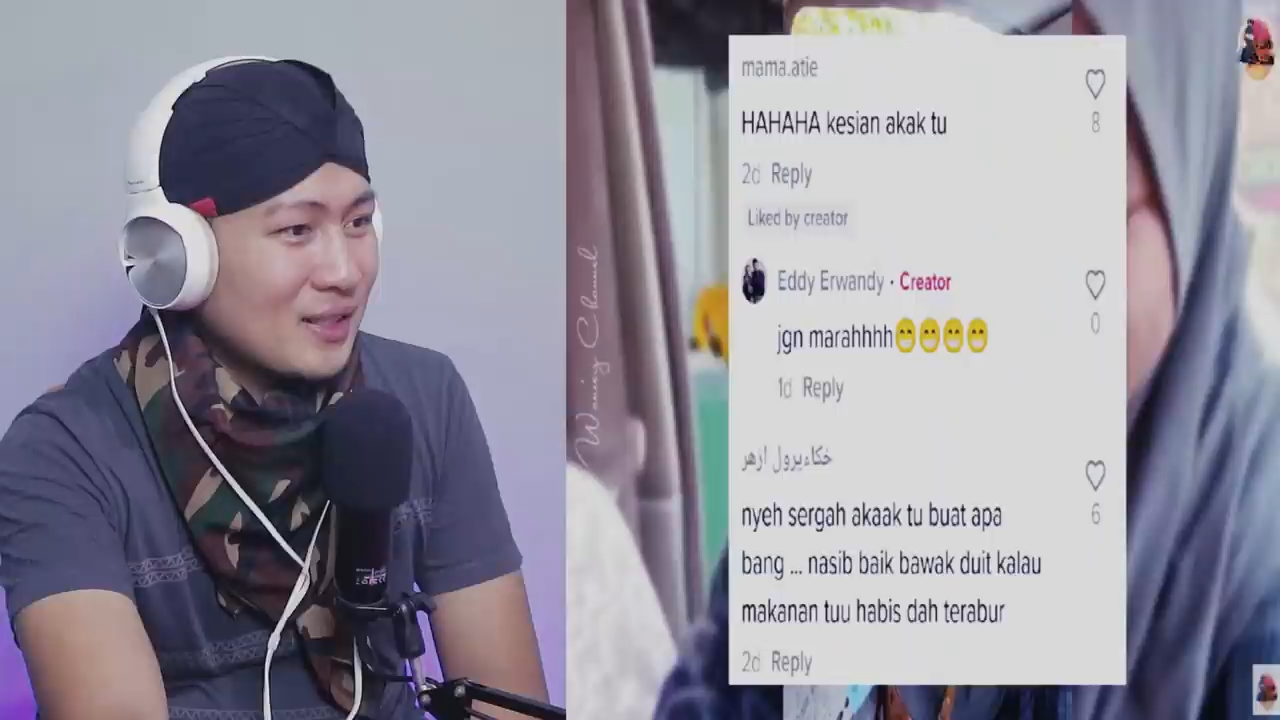 mama.atie
HAHAHA kesian akak tu
8
2d Reply
Liked by creator
Eddy Erwandy · Creator
jgn marahhhh😁😁😁😁
0
1d Reply
خكاءيرول ازهر
nyeh sergah akaak tu buat apa
6
bang ... nasib baik bawak duit kalau
makanan tuu habis dah terabur
2d Reply